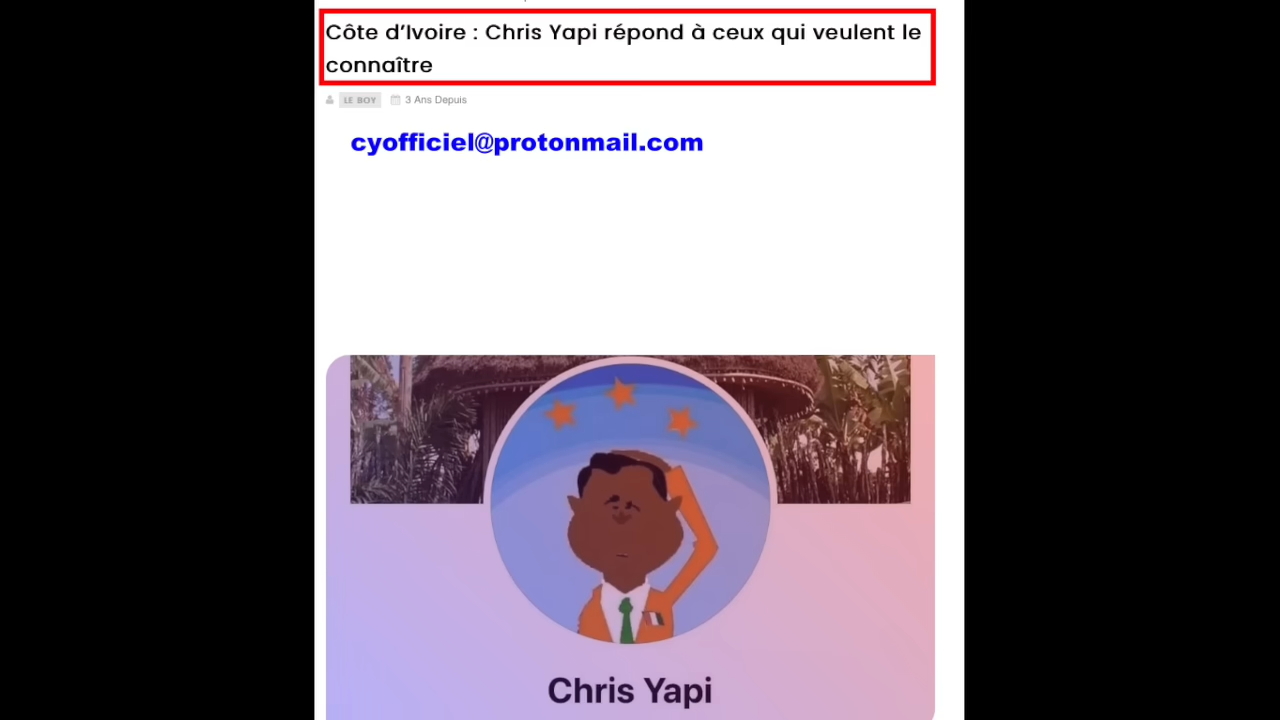 Côte d’Ivoire : Chris Yapi répond à ceux qui veulent le
connaître
LE BOY 3 Ans Depuis
cyofficiel@protonmail.com
Chris Yapi